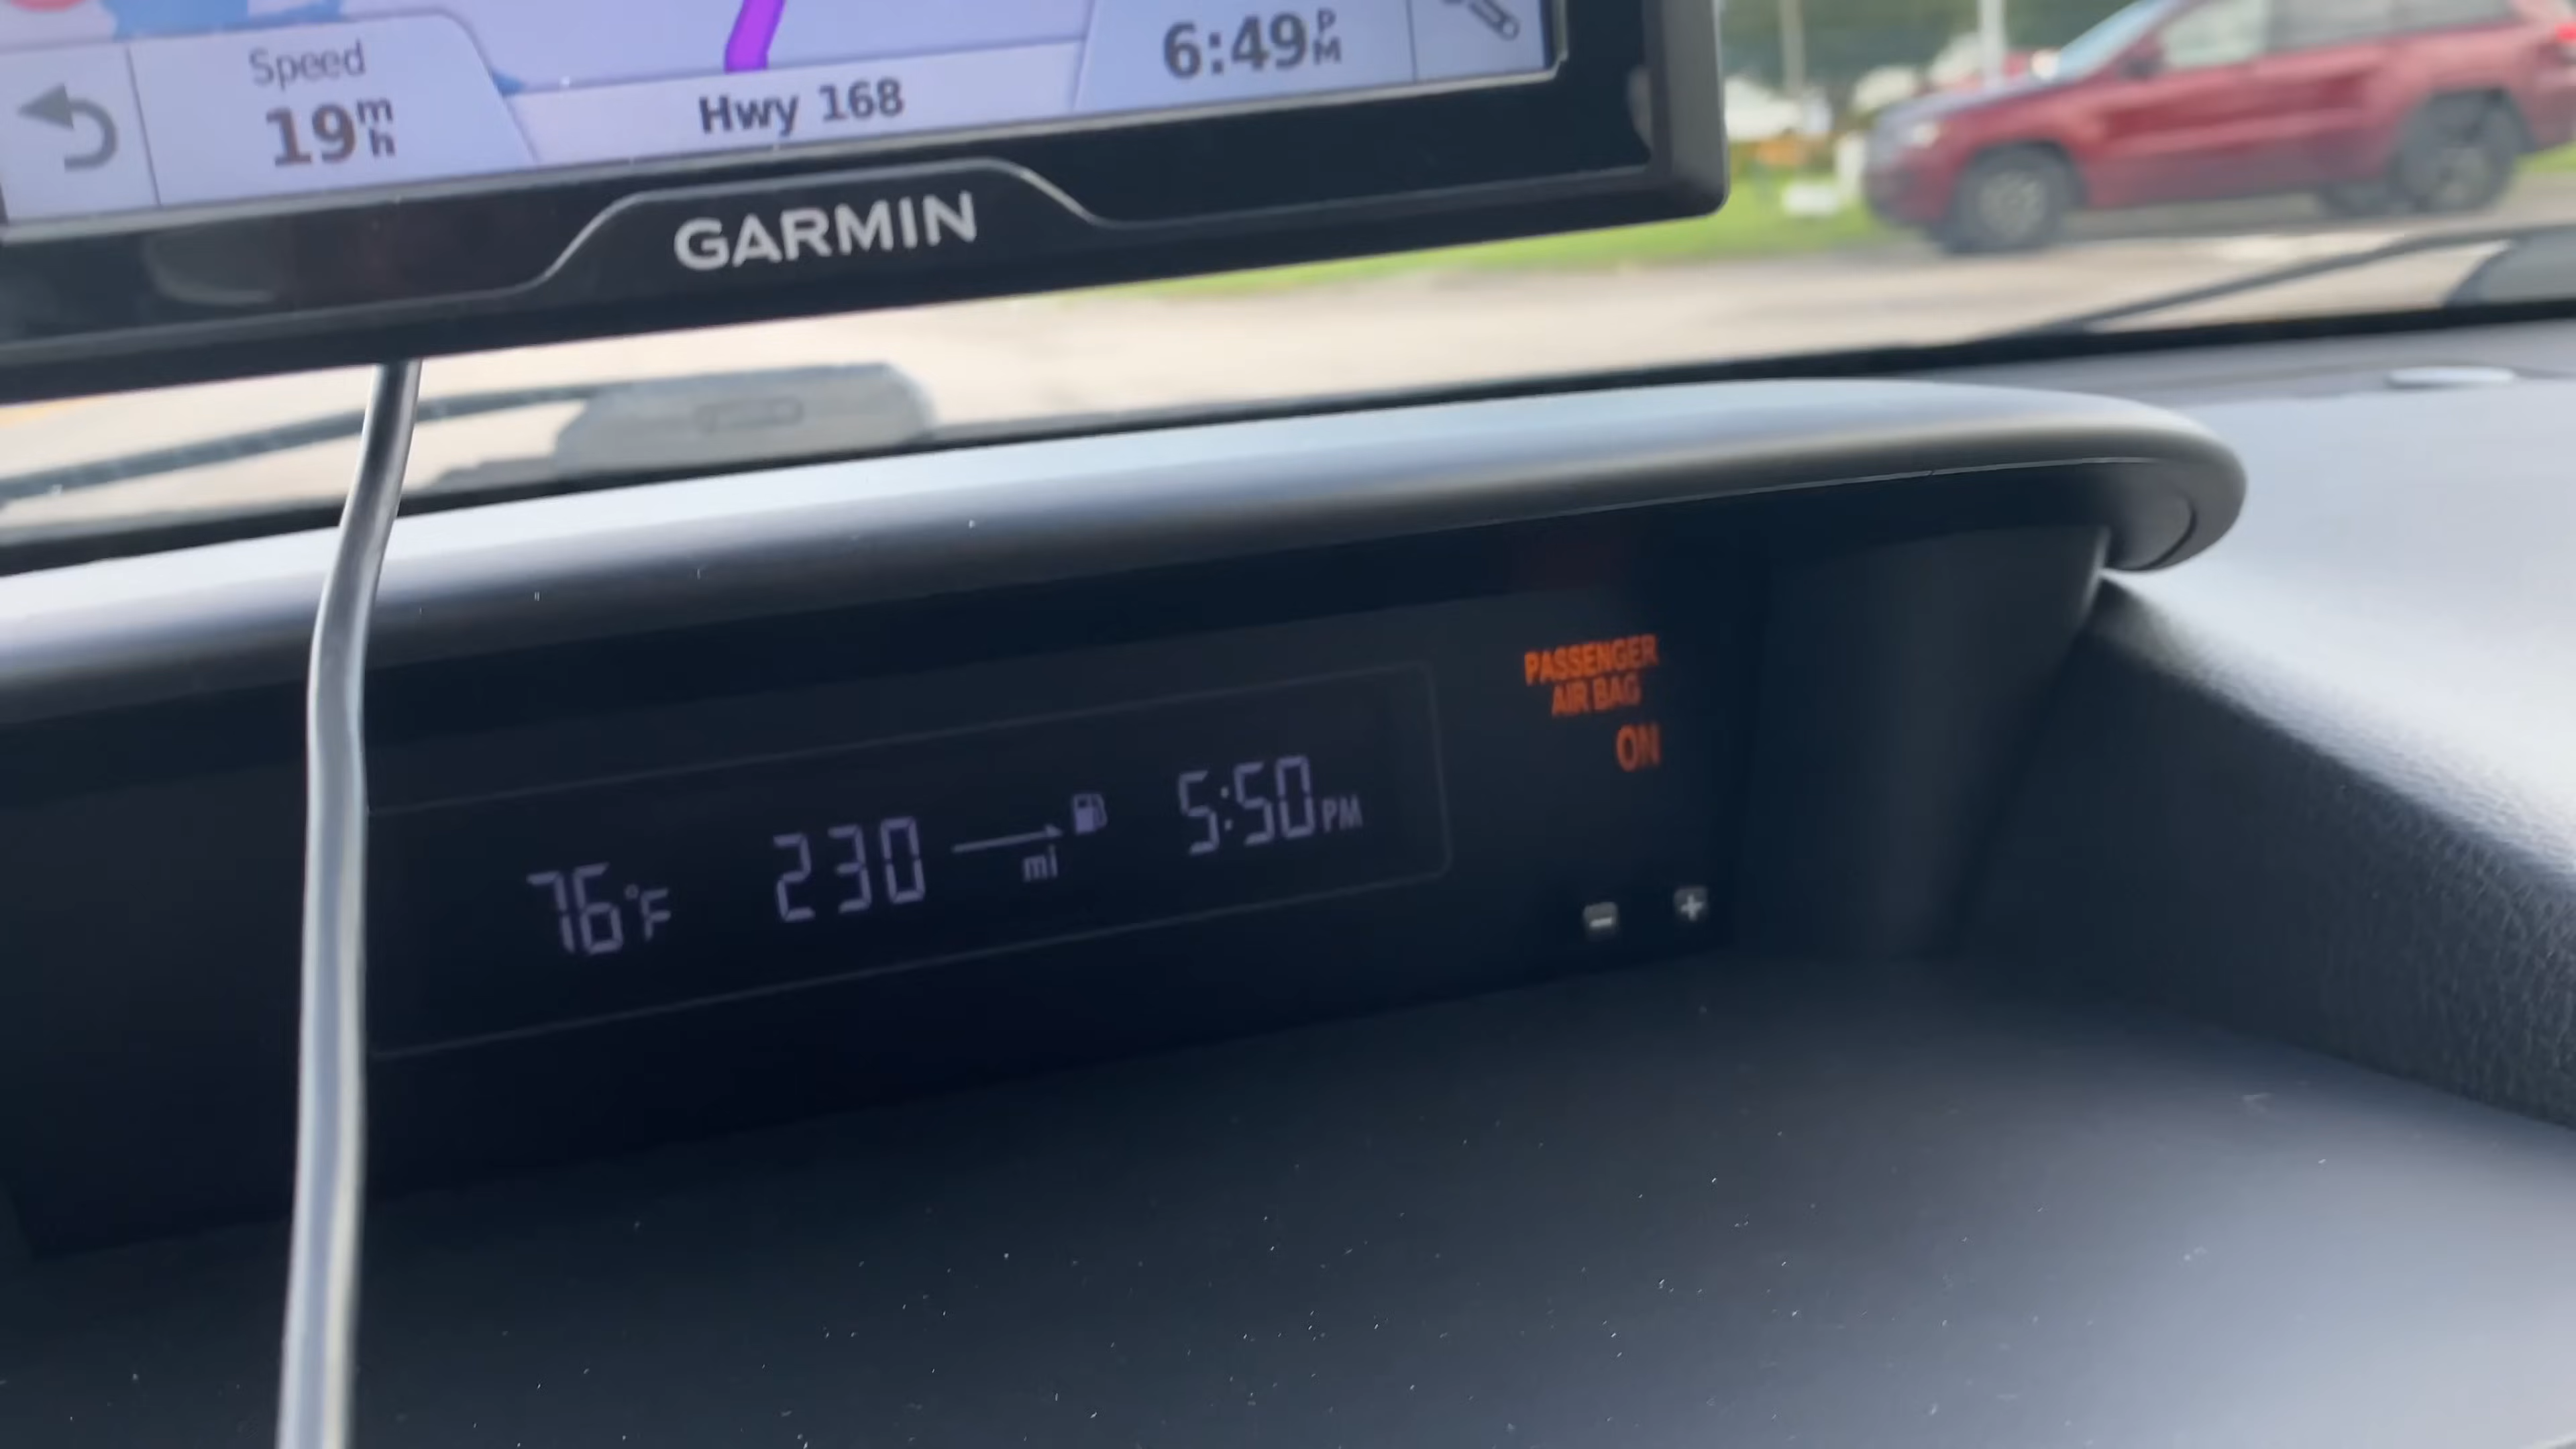 Speed
19 mh
Hwy 168
6:49 PM
GARMIN
PASSENGER
AIR BAG
ON
76°F 230 mi 5:50 PM
- +